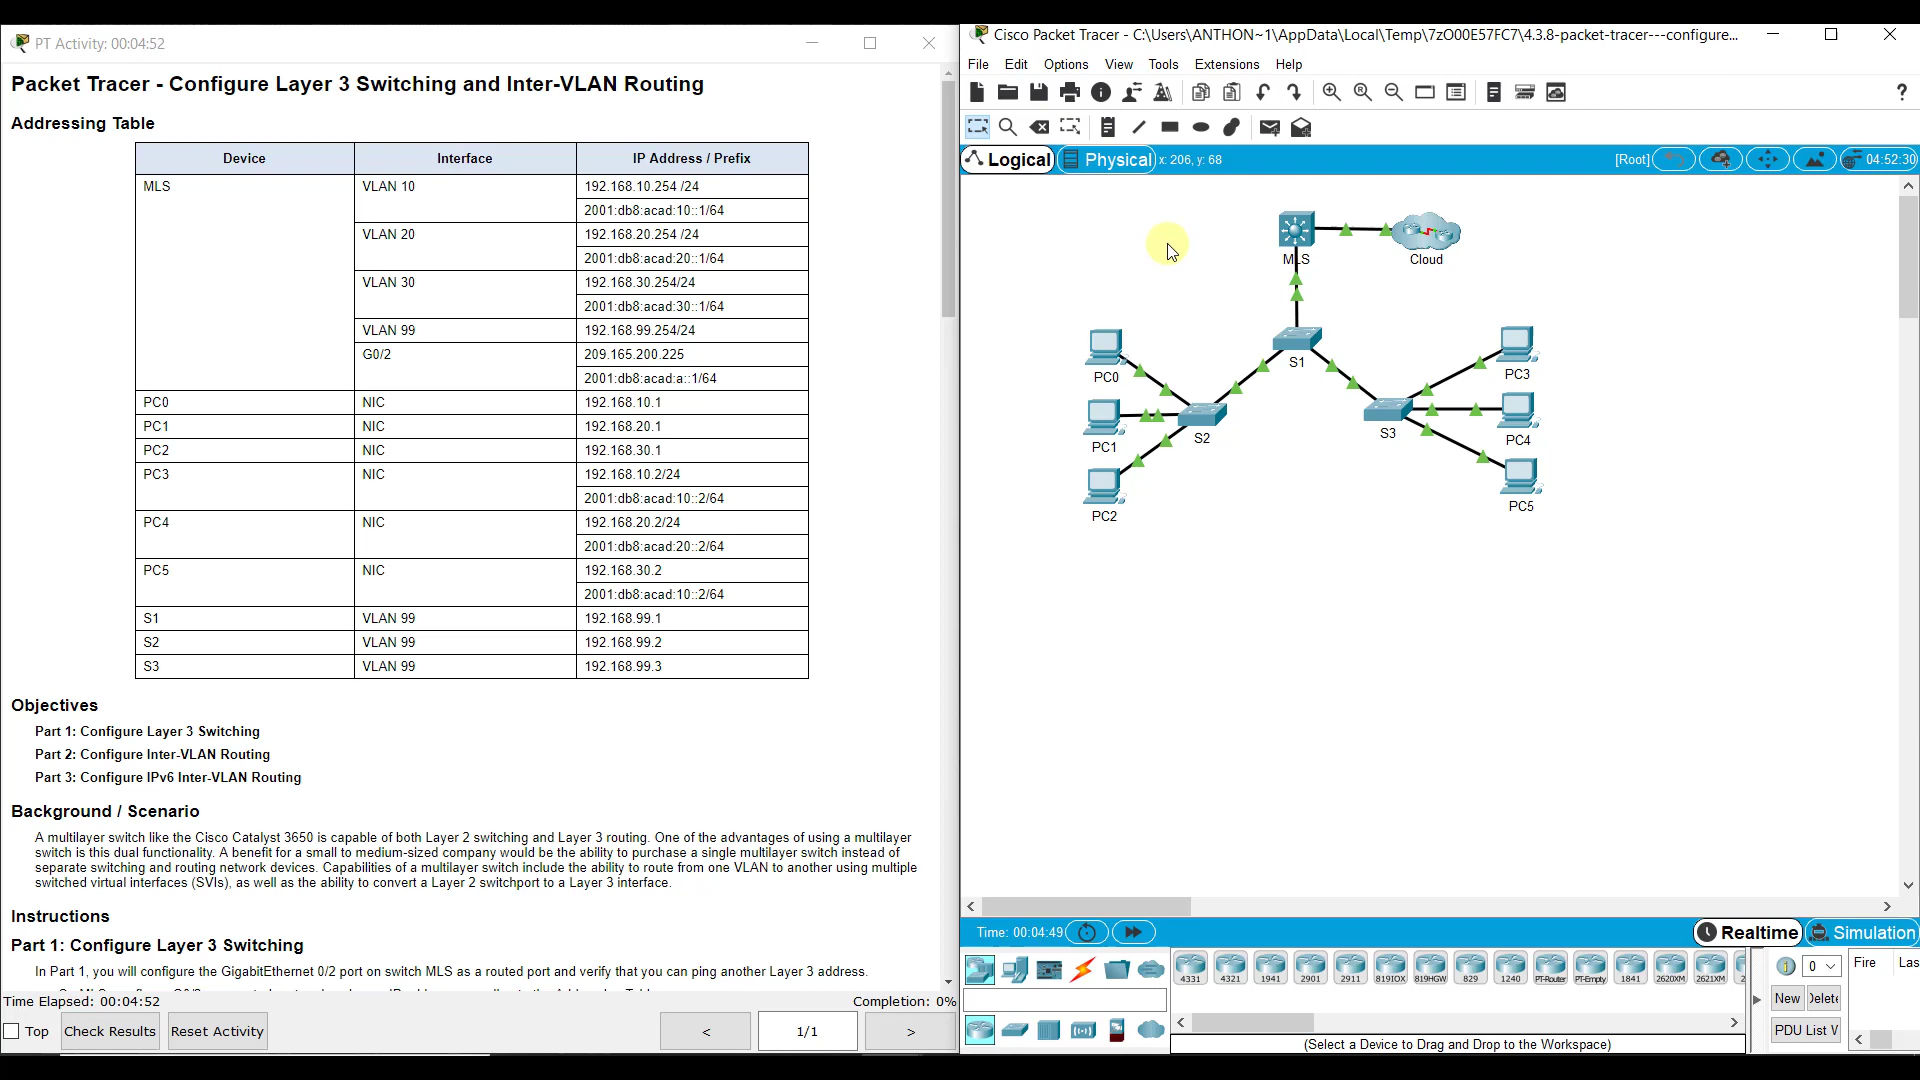 PT Activity: 00:04:52
Packet Tracer - Configure Layer 3 Switching and Inter-VLAN Routing
Addressing Table
Device Interface IP Address / Prefix
MLS VLAN 10 192.168.10.254 /24
2001:db8:acad:10::1/64
VLAN 20 192.168.20.254 /24
2001:db8:acad:20::1/64
VLAN 30 192.168.30.254/24
2001:db8:acad:30::1/64
VLAN 99 192.168.99.254/24
G0/2 209.165.200.225
2001:db8:acad:a::1/64
PC0 NIC 192.168.10.1
PC1 NIC 192.168.20.1
PC2 NIC 192.168.30.1
PC3 NIC 192.168.10.2/24
2001:db8:acad:10::2/64
PC4 NIC 192.168.20.2/24
2001:db8:acad:20::2/64
PC5 NIC 192.168.30.2
2001:db8:acad:10::2/64
S1 VLAN 99 192.168.99.1
S2 VLAN 99 192.168.99.2
S3 VLAN 99 192.168.99.3
Objectives
Part 1: Configure Layer 3 Switching
Part 2: Configure Inter-VLAN Routing
Part 3: Configure IPv6 Inter-VLAN Routing
Background / Scenario
A multilayer switch like the Cisco Catalyst 3650 is capable of both Layer 2 switching and Layer 3 routing. One of the advantages of using a multilayer
switch is this dual functionality. A benefit for a small to medium-sized company would be the ability to purchase a single multilayer switch instead of
separate switching and routing network devices. Capabilities of a multilayer switch include the ability to route from one VLAN to another using multiple
switched virtual interfaces (SVIs), as well as the ability to convert a Layer 2 switchport to a Layer 3 interface.
Instructions
Part 1: Configure Layer 3 Switching
In Part 1, you will configure the GigabitEthernet 0/2 port on switch MLS as a routed port and verify that you can ping another Layer 3 address.
Time Elapsed: 00:04:52 Completion: 0%
Top Check Results Reset Activity < 1/1 >
Cisco Packet Tracer - C:\Users\ANTHON~1\AppData\Local\Temp\7zO00E57FC7\4.3.8-packet-tracer---configure...
File Edit Options View Tools Extensions Help
?
Logical Physical x: 206, y: 68 [Root] 04:52:30
MLS
Cloud
S1
PC0
PC3
PC1
S2
S3
PC4
PC2
PC5
Time: 00:04:49 Realtime Simulation
4331 4321 1941 2901 2911 819IOX 819HGW 829 1240 PT-Router PT-Empty 1841 2620XM 2621XM 2
0 Fire Las
New Delete
PDU List V
(Select a Device to Drag and Drop to the Workspace)